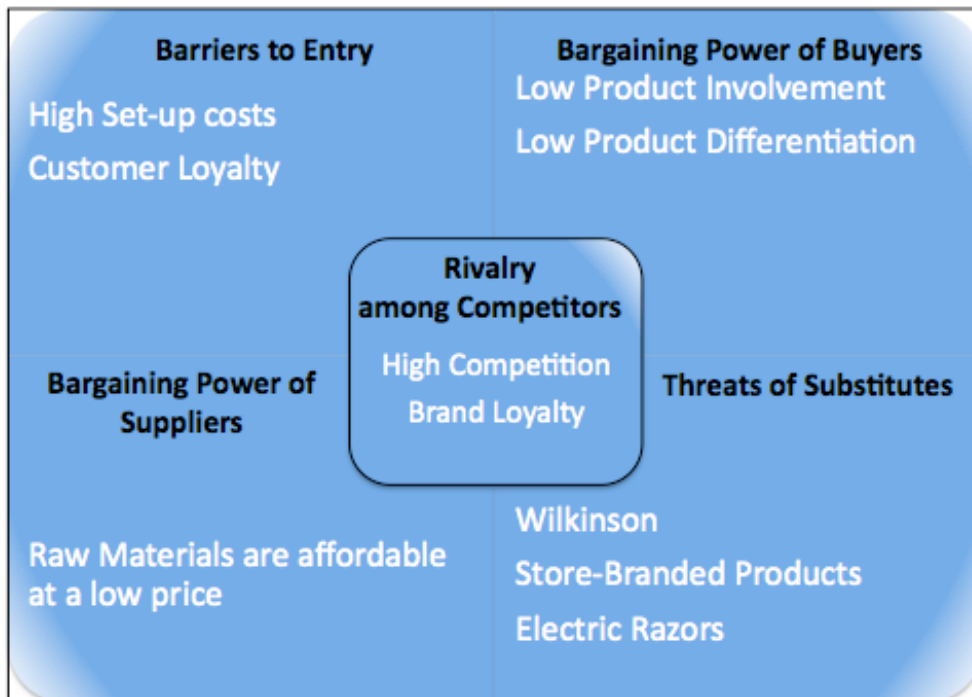 Barriers to Entry
High Set-up costs
Customer Loyalty
Bargaining Power of Buyers
Low Product Involvement
Low Product Differentiation
Rivalry
among Competitors
High Competition
Brand Loyalty
Bargaining Power of
Suppliers
Raw Materials are affordable
at a low price
Threats of Substitutes
Wilkinson
Store-Branded Products
Electric Razors